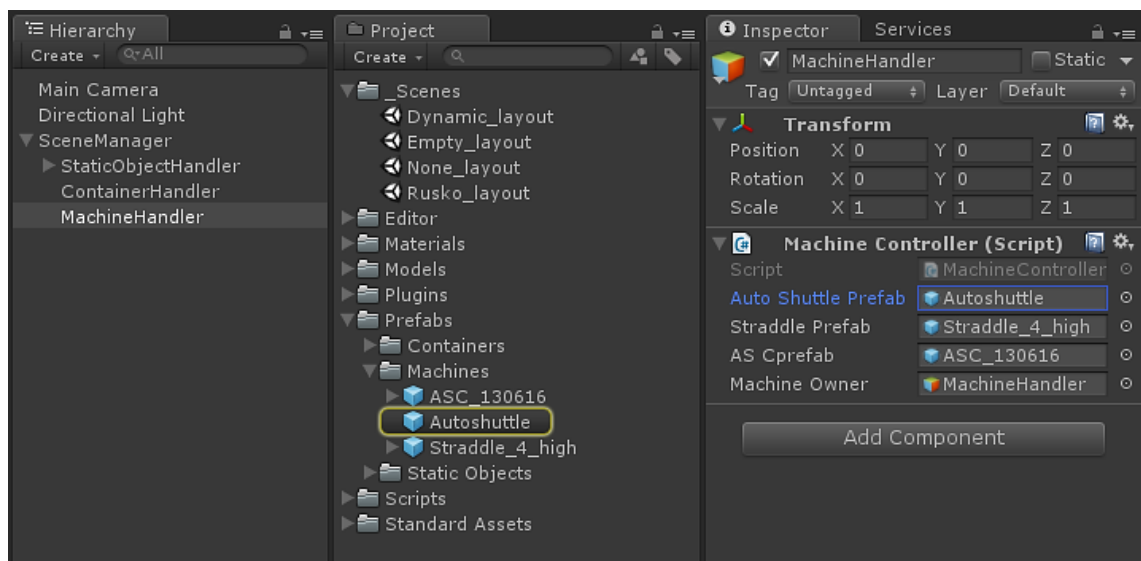 Hierarchy
Create
All
Main Camera
Directional Light
SceneManager
StaticObjectHandler
ContainerHandler
MachineHandler
Project
Create
_Scenes
Dynamic_layout
Empty_layout
None_layout
Rusko_layout
Editor
Materials
Models
Plugins
Prefabs
Containers
Machines
ASC_130616
Autoshuttle
Straddle_4_high
Static Objects
Scripts
Standard Assets
Inspector Services
MachineHandler Static
Tag Untagged Layer Default
Transform
Position X 0 Y 0 Z 0
Rotation X 0 Y 0 Z 0
Scale X 1 Y 1 Z 1
C# Machine Controller (Script)
Script MachineController
Auto Shuttle Prefab Autoshuttle
Straddle Prefab Straddle_4_high
AS Cprefab ASC_130616
Machine Owner MachineHandler
Add Component